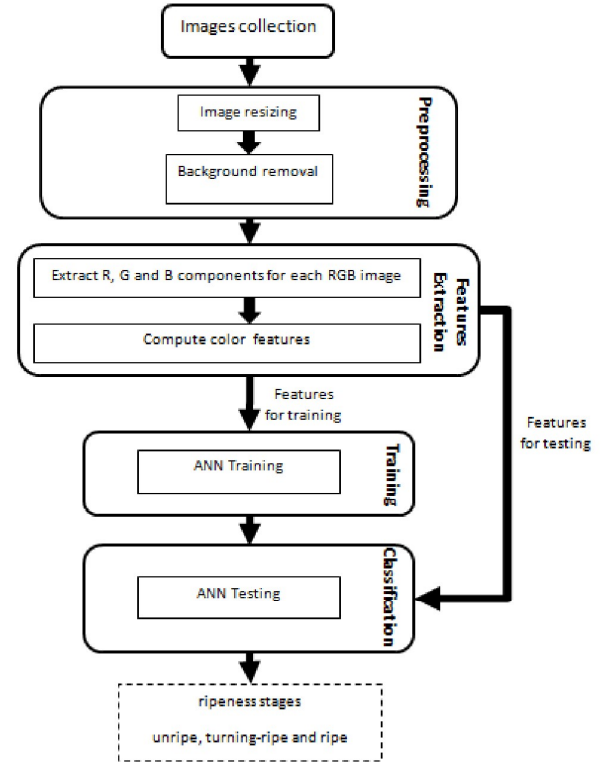 Images collection
Preprocessing
Image resizing
Background removal
Features
Extraction
Extract R, G and B components for each RGB image
Compute color features
Features
for training
Features
for testing
Training
ANN Training
Classification
ANN Testing
ripeness stages
unripe, turning-ripe and ripe